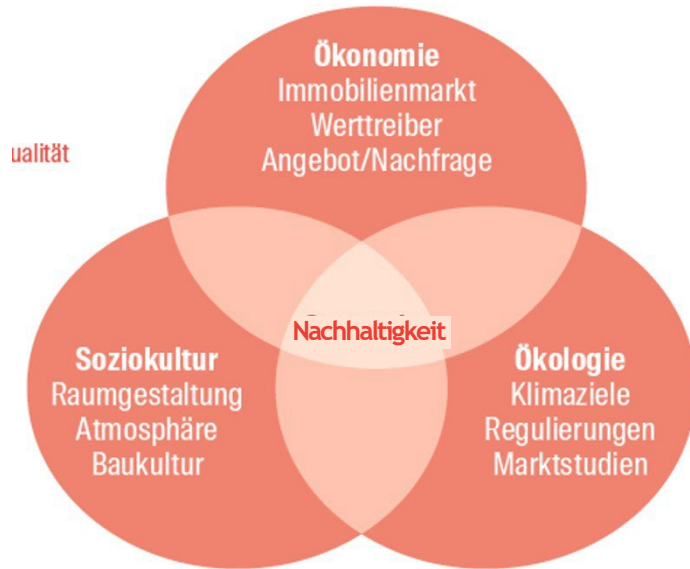 Ökonomie
Immobilienmarkt
Werttreiber
Angebot/Nachfrage
ualität
Nachhaltigkeit
Soziokultur
Raumgestaltung
Atmosphäre
Baukultur
Ökologie
Klimaziele
Regulierungen
Marktstudien